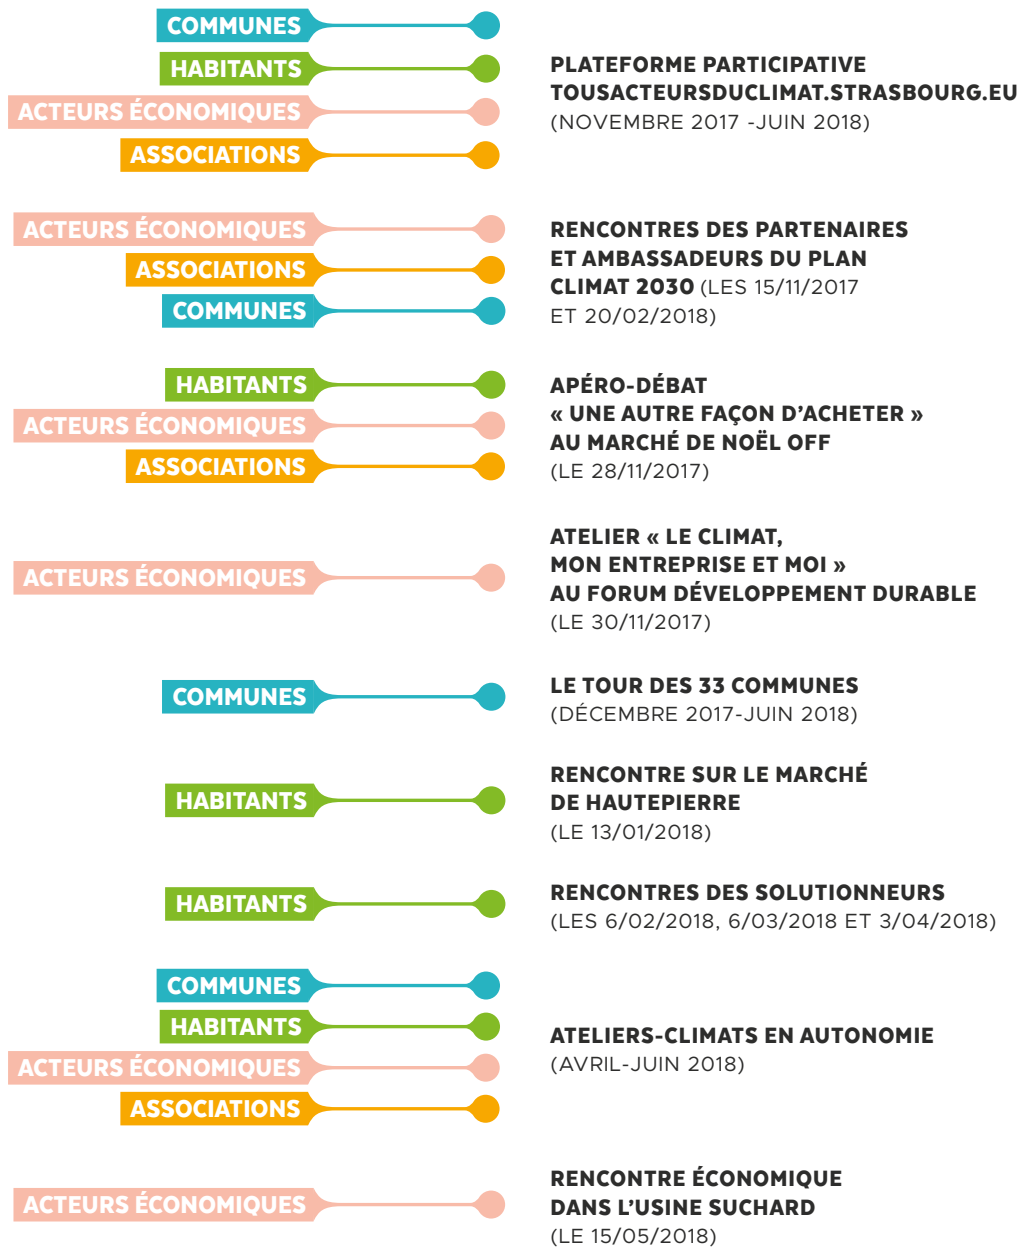 COMMUNES
HABITANTS
ACTEURS ÉCONOMIQUES
ASSOCIATIONS
PLATEFORME PARTICIPATIVE
TOUSACTEURSDUCLIMAT.STRASBOURG.EU
(NOVEMBRE 2017 -JUIN 2018)
ACTEURS ÉCONOMIQUES
ASSOCIATIONS
COMMUNES
RENCONTRES DES PARTENAIRES
ET AMBASSADEURS DU PLAN
CLIMAT 2030 (LES 15/11/2017
ET 20/02/2018)
HABITANTS
ACTEURS ÉCONOMIQUES
ASSOCIATIONS
APÉRO-DÉBAT
« UNE AUTRE FAÇON D'ACHETER »
AU MARCHÉ DE NOËL OFF
(LE 28/11/2017)
ACTEURS ÉCONOMIQUES
ATELIER « LE CLIMAT,
MON ENTREPRISE ET MOI »
AU FORUM DÉVELOPPEMENT DURABLE
(LE 30/11/2017)
COMMUNES
LE TOUR DES 33 COMMUNES
(DÉCEMBRE 2017-JUIN 2018)
HABITANTS
RENCONTRE SUR LE MARCHÉ
DE HAUTEPIERRE
(LE 13/01/2018)
HABITANTS
RENCONTRES DES SOLUTIONNEURS
(LES 6/02/2018, 6/03/2018 ET 3/04/2018)
COMMUNES
HABITANTS
ACTEURS ÉCONOMIQUES
ASSOCIATIONS
ATELIERS-CLIMATS EN AUTONOMIE
(AVRIL-JUIN 2018)
ACTEURS ÉCONOMIQUES
RENCONTRE ÉCONOMIQUE
DANS L'USINE SUCHARD
(LE 15/05/2018)